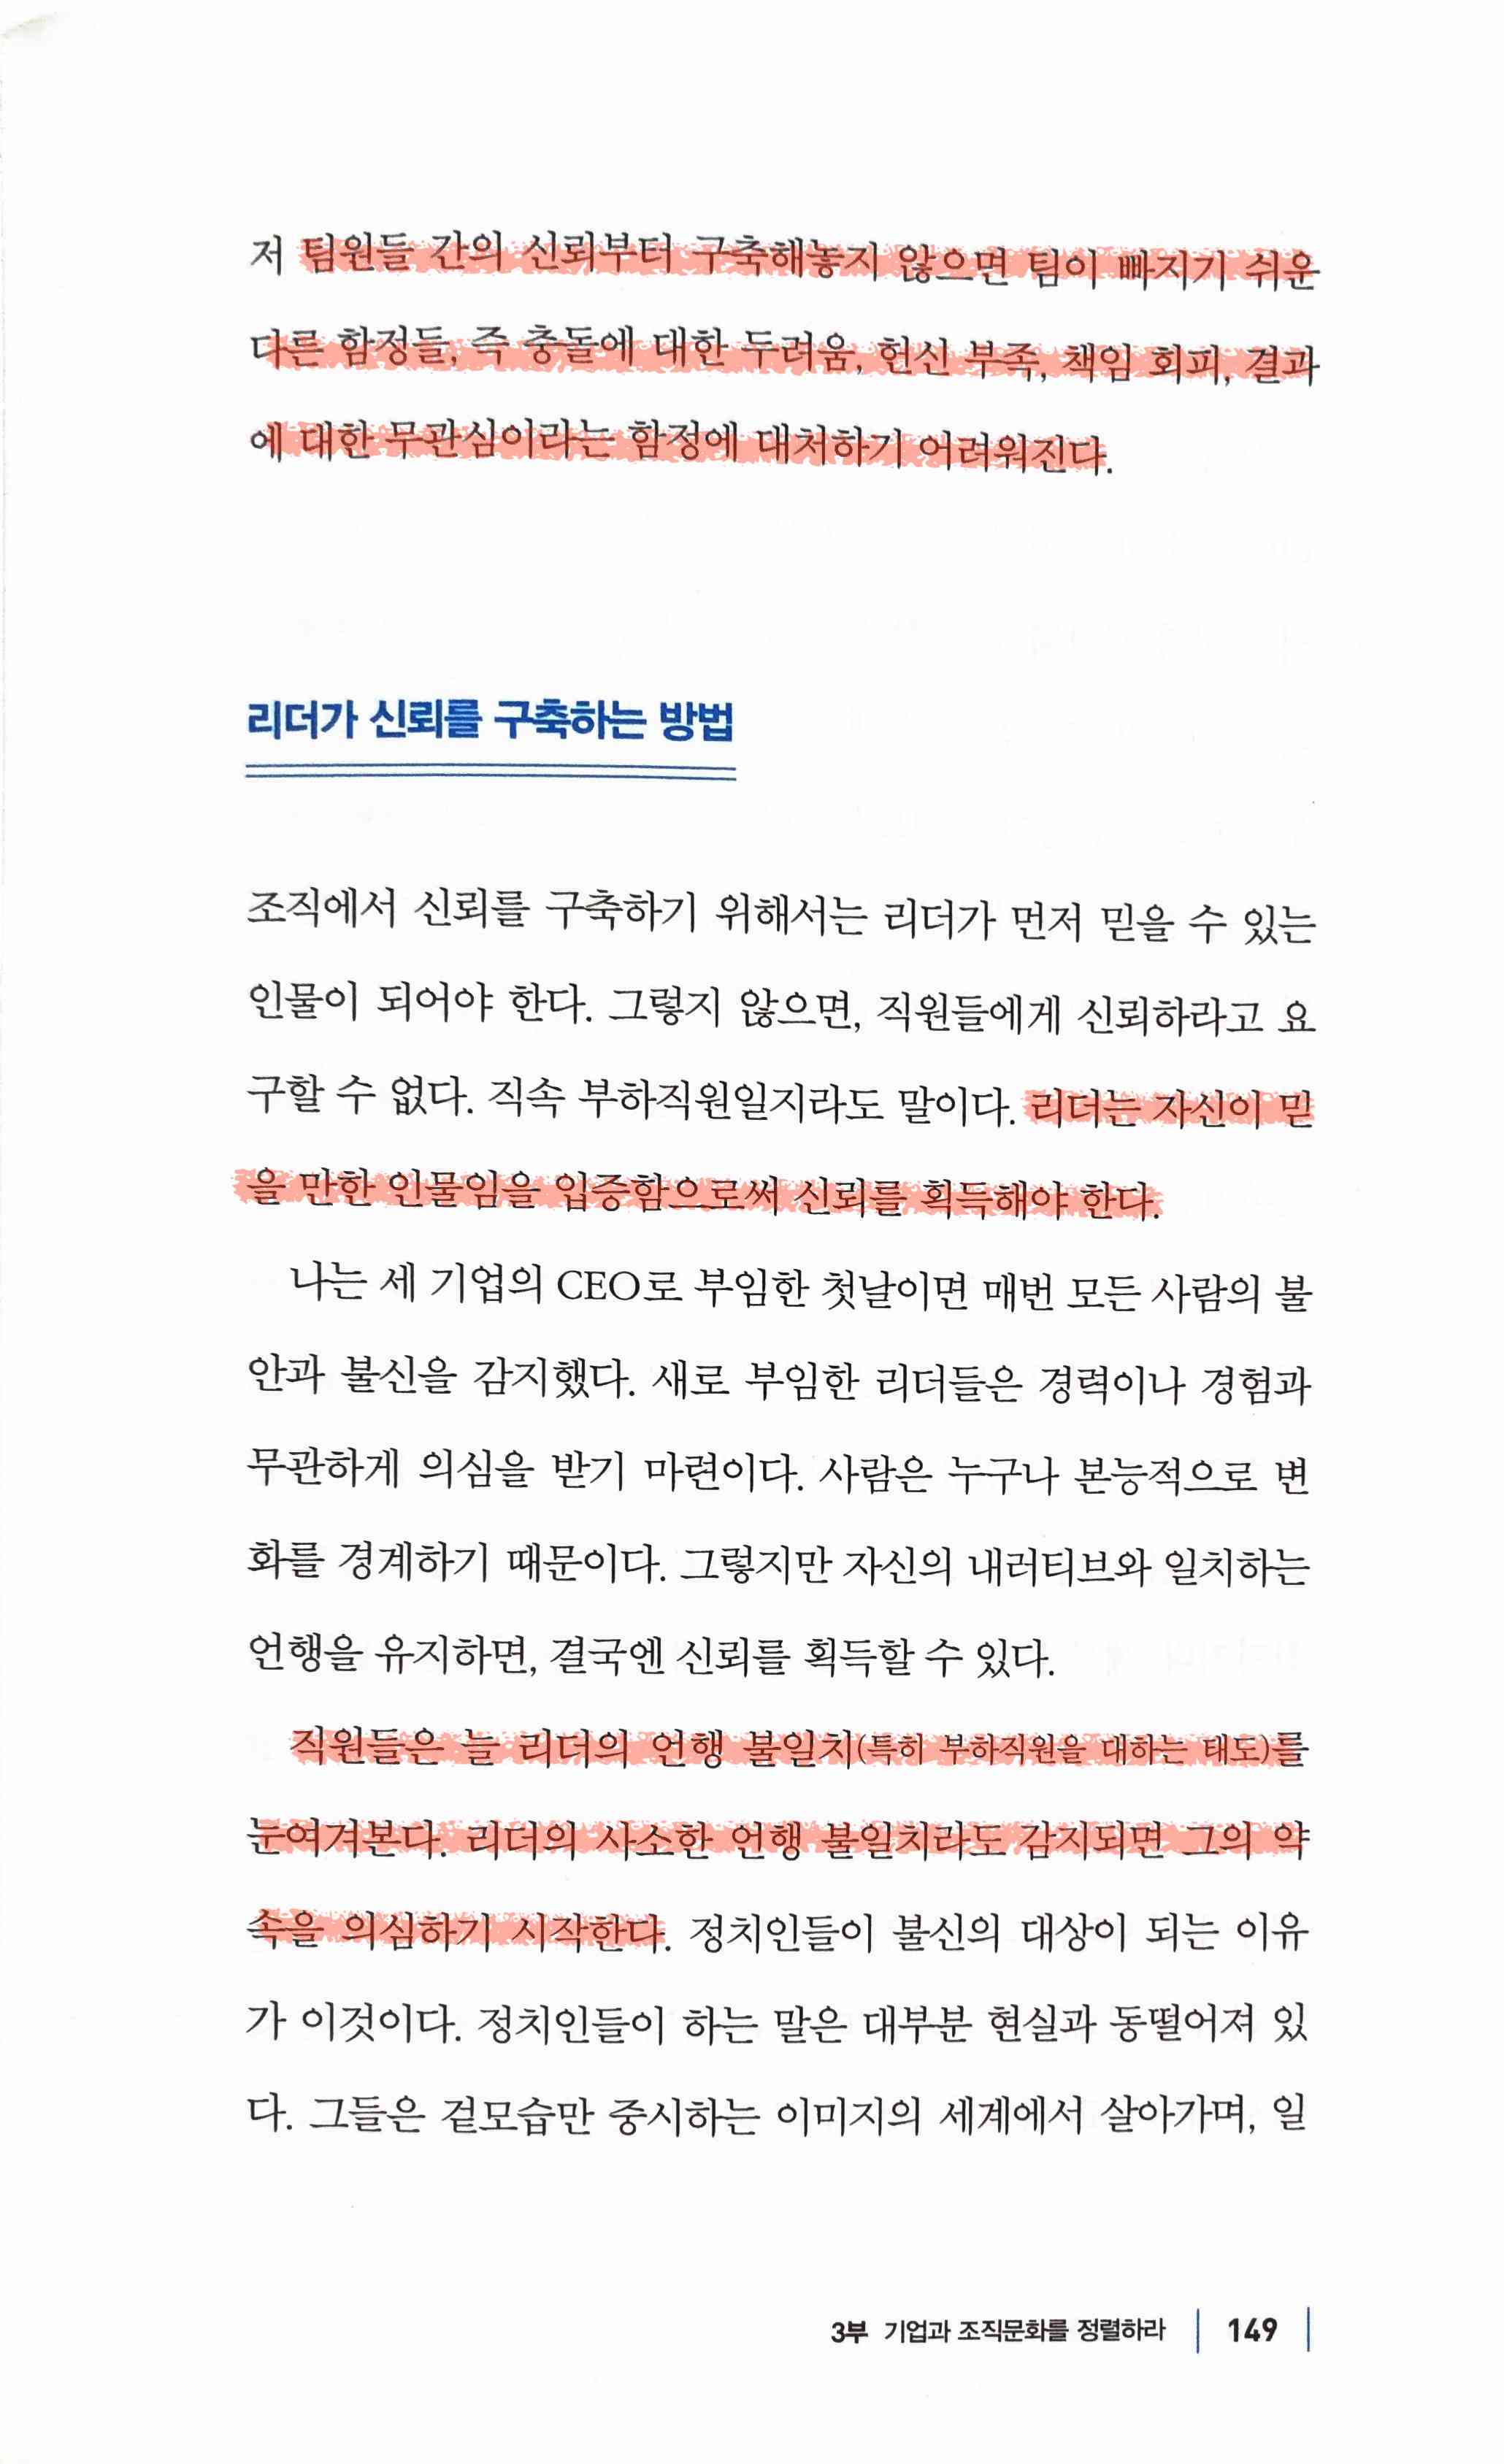 저 팀원들 간의 신뢰부터 구축해놓지 않으면 팀이 빠지기 쉬운
다른 함정들, 즉 충돌에 대한 두려움, 헌신 부족, 책임 회피, 결과
에 대한 무관심이라는 함정에 대처하기 어려워진다.
리더가 신뢰를 구축하는 방법
조직에서 신뢰를 구축하기 위해서는 리더가 먼저 믿을 수 있는
인물이 되어야 한다. 그렇지 않으면, 직원들에게 신뢰하라고 요
구할 수 없다. 직속 부하직원일지라도 말이다. 리더는 자신이 믿
을 만한 인물임을 입증함으로써 신뢰를 획득해야 한다.
나는 세 기업의 CEO로 부임한 첫날이면 매번 모든 사람의 불
안과 불신을 감지했다. 새로 부임한 리더들은 경력이나 경험과
무관하게 의심을 받기 마련이다. 사람은 누구나 본능적으로 변
화를 경계하기 때문이다. 그렇지만 자신의 내러티브와 일치하는
언행을 유지하면, 결국엔 신뢰를 획득할 수 있다.
직원들은 늘 리더의 언행 불일치(특히 부하직원을 대하는 태도)를
눈여겨본다. 리더의 사소한 언행 불일치라도 감지되면 그의 약
속을 의심하기 시작한다. 정치인들이 불신의 대상이 되는 이유
가 이것이다. 정치인들이 하는 말은 대부분 현실과 동떨어져 있
다. 그들은 겉모습만 중시하는 이미지의 세계에서 살아가며, 일
3부 기업과 조직문화를 정렬하라 149